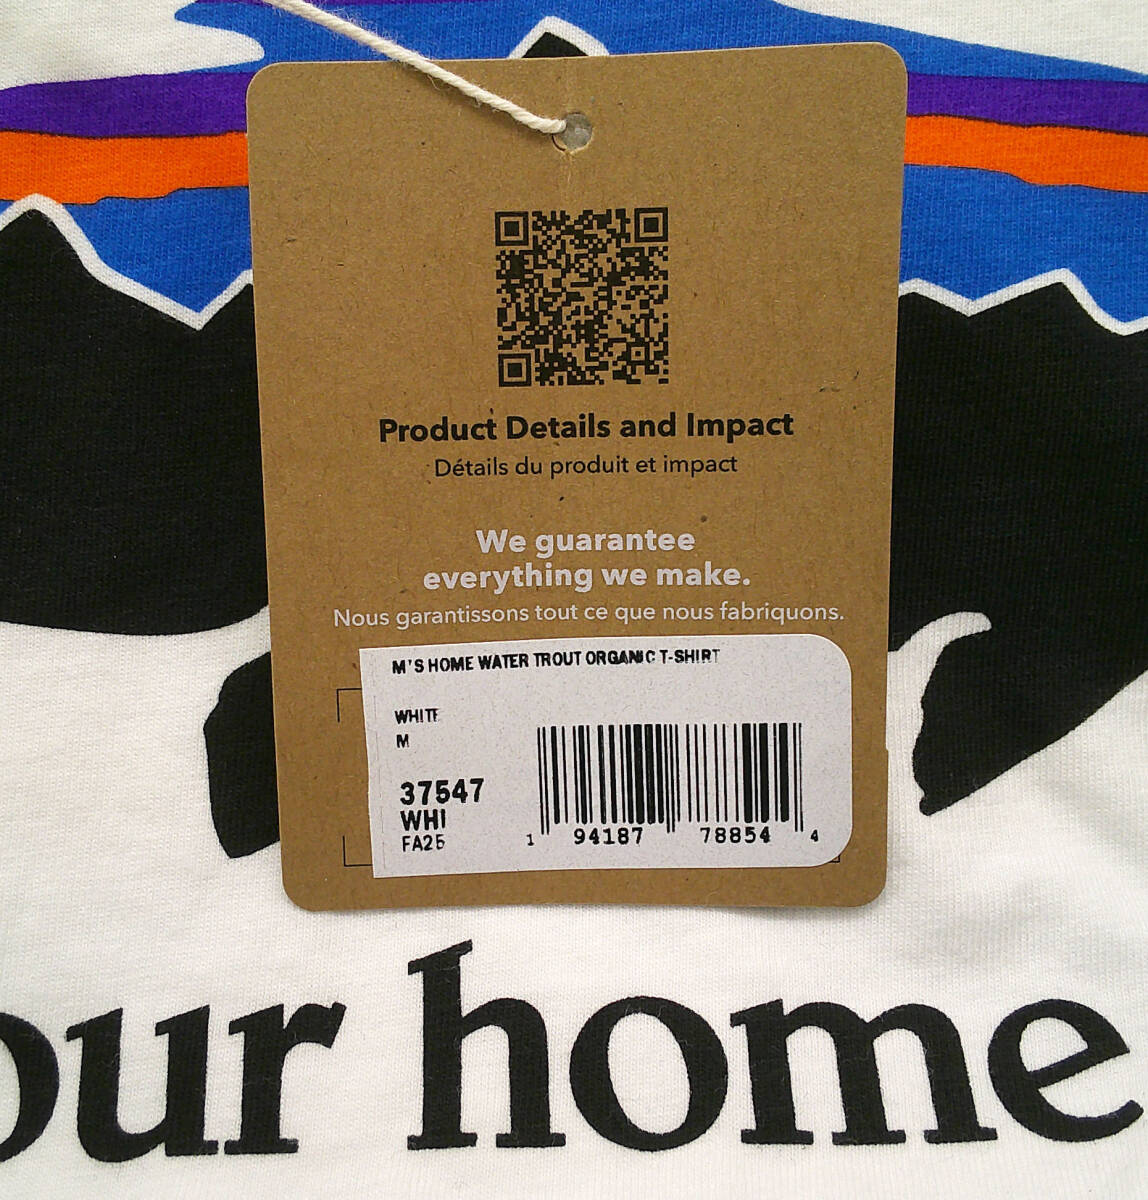 Product Details and Impact
Détails du produit et impact
We guarantee
everything we make.
Nous garantissons tout ce que nous fabriquons.
M'S HOME WATER TROUT ORGANIC T-SHIRT
WHITE
M
37547
WHI
FA25
1 94187 78854 4
our home